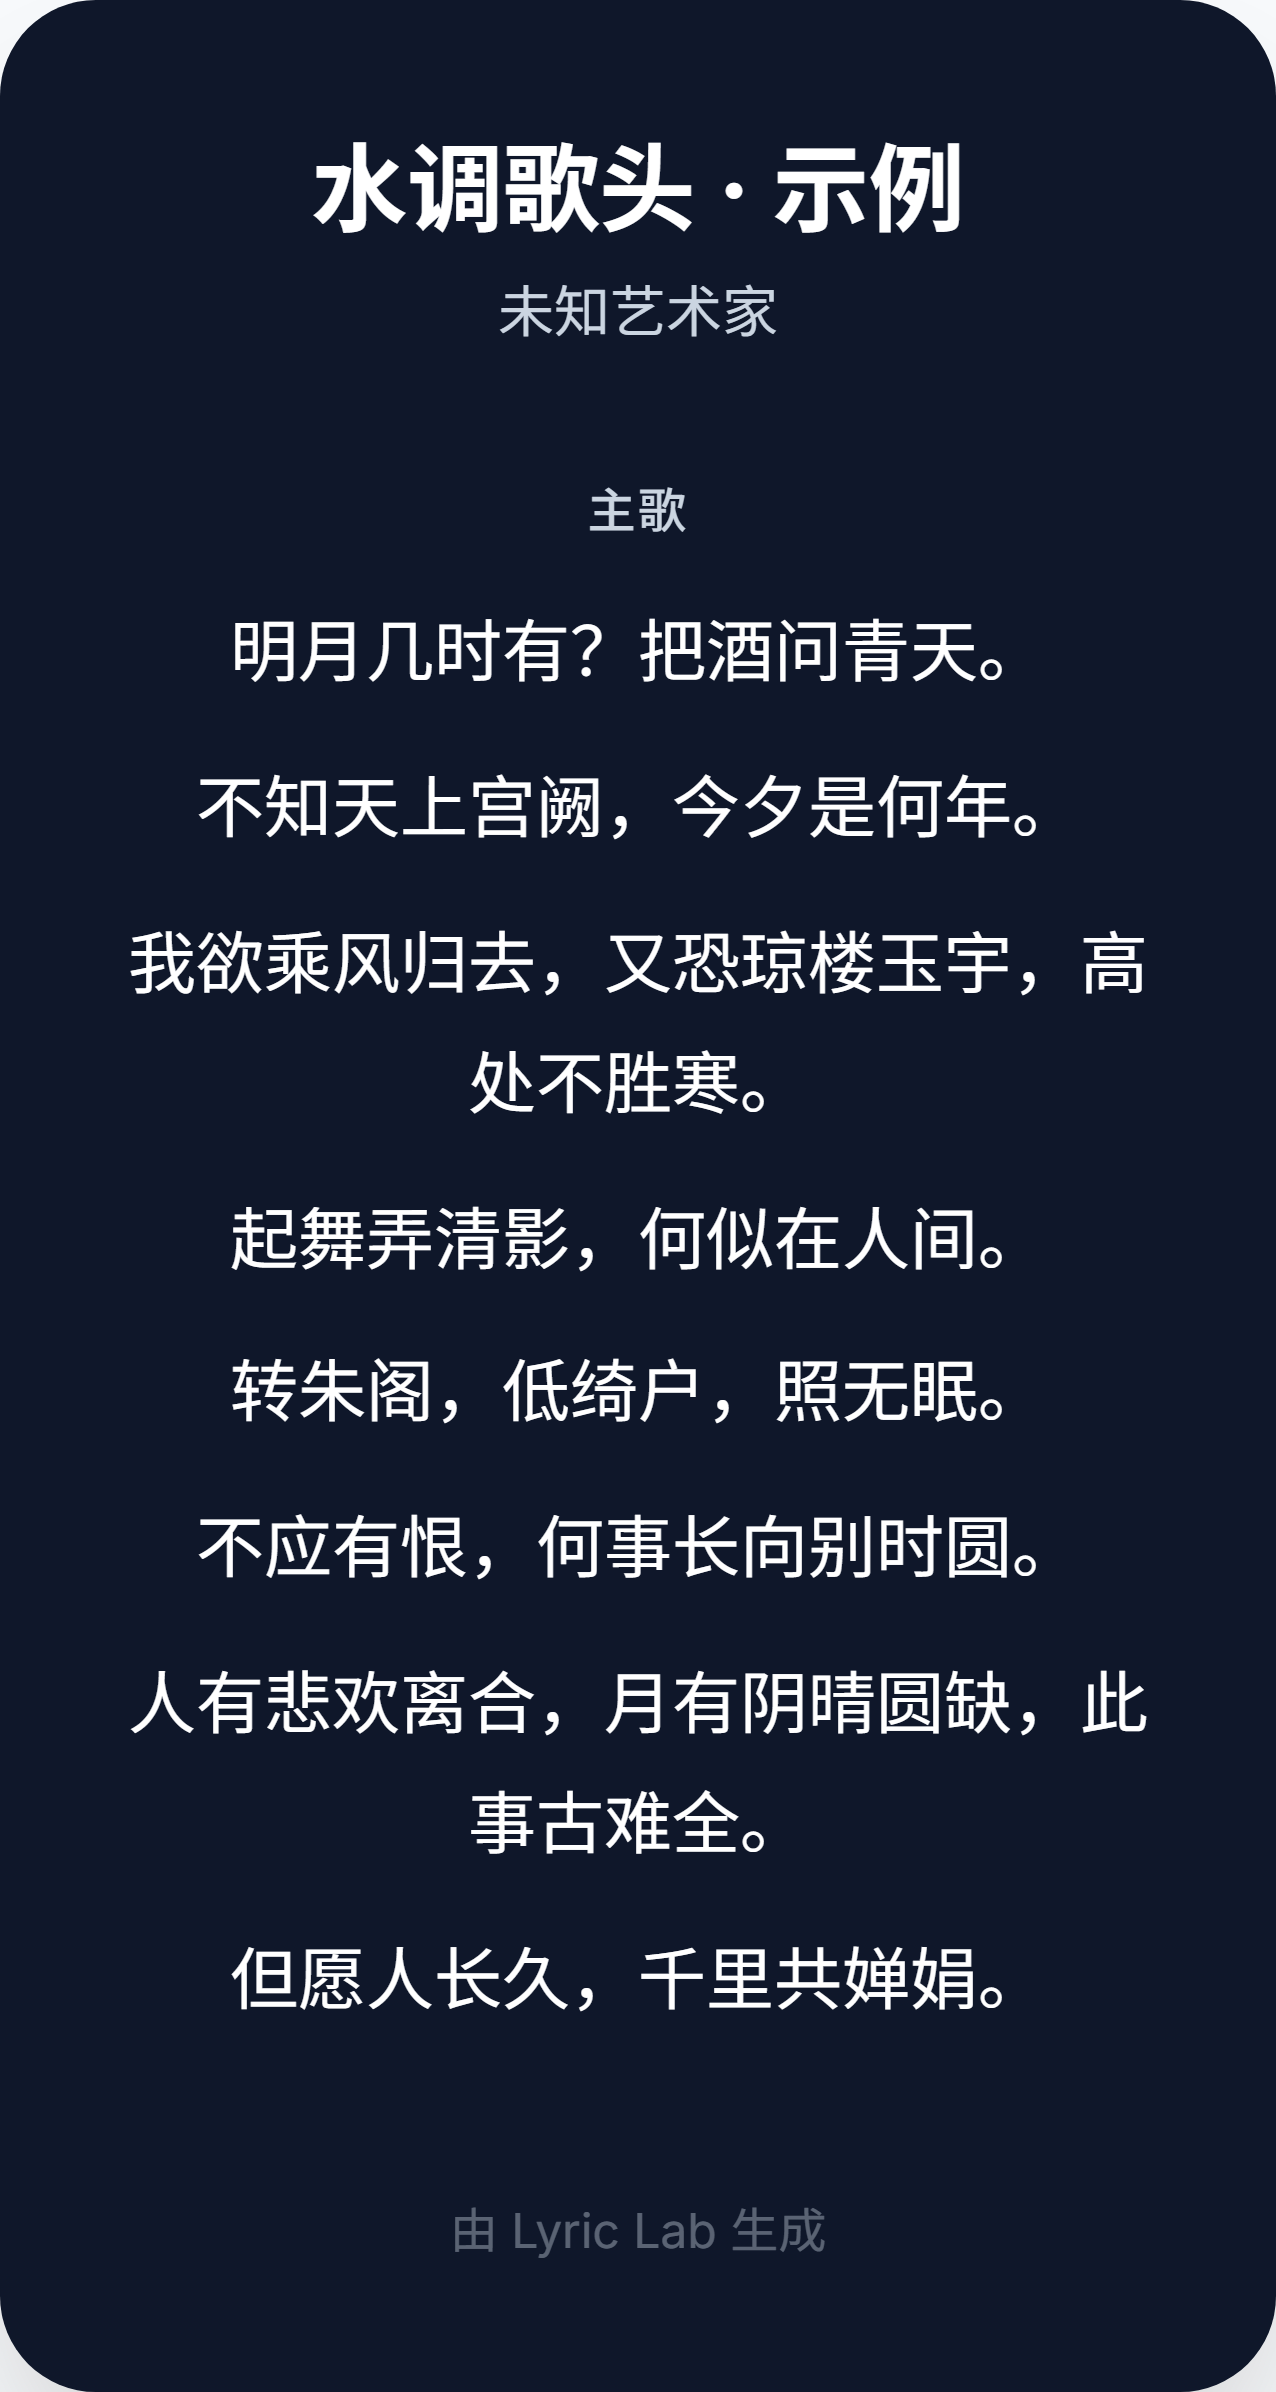 水调歌头 · 示例
未知艺术家
主歌
明月几时有？把酒问青天。
不知天上宫阙，今夕是何年。
我欲乘风归去，又恐琼楼玉宇，高
处不胜寒。
起舞弄清影，何似在人间。
转朱阁，低绮户，照无眠。
不应有恨，何事长向别时圆。
人有悲欢离合，月有阴晴圆缺，此
事古难全。
但愿人长久，千里共婵娟。
由 Lyric Lab 生成